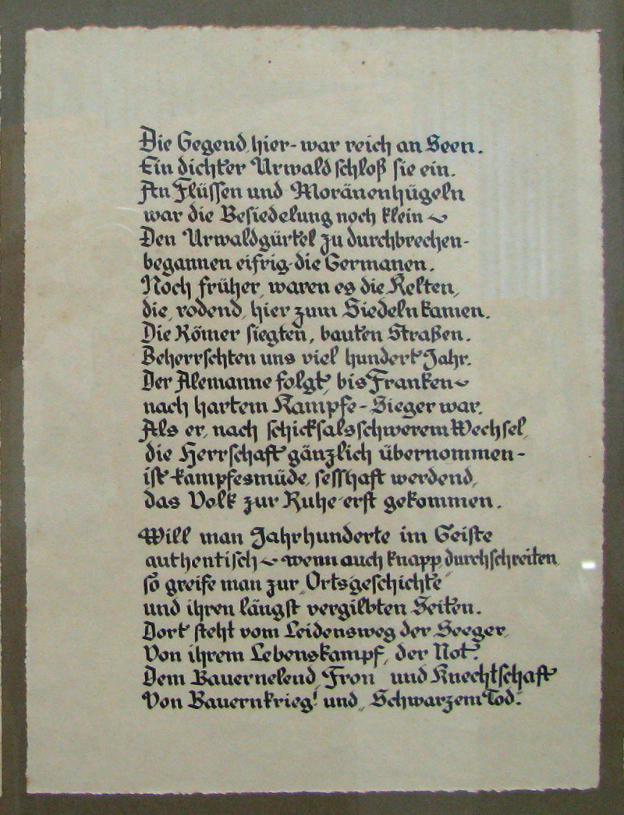 Die Gegend, hier - war reich an Seen.
Ein dichter Urwald schloß sie ein.
An Flüssen und Moränenhügeln
war die Besiedelung noch klein ~
Den Urwaldgürtel zu durchbrechen -
begannen eifrig die Germanen.
Noch früher, waren es die Kelten,
die, rodend, hier zum Siedeln kamen.
Die Römer siegten, bauten Straßen.
Beherrschten uns viel hundert Jahr.
Der Alemanne folgt, bis Franken ~
nach hartem Kampfe - Sieger war.
Als er, nach schicksalsschwerem Wechsel,
die Herrschaft gänzlich übernommen -
ist kampfesmüde, sesshaft werdend,
das Volk zur Ruhe erst gekommen.
Will man Jahrhunderte im Geiste
authentisch ~ wenn auch knapp, durchschreiten,
so greife man zur „Ortsgeschichte"
und ihren längst vergilbten Seiten.
Dort steht vom Leidensweg der Seeger,
Von ihrem Lebenskampf, der Not.
Dem Bauernelend, „Fron" und Knechtschaft
Von Bauernkrieg! und „Schwarzem Tod".